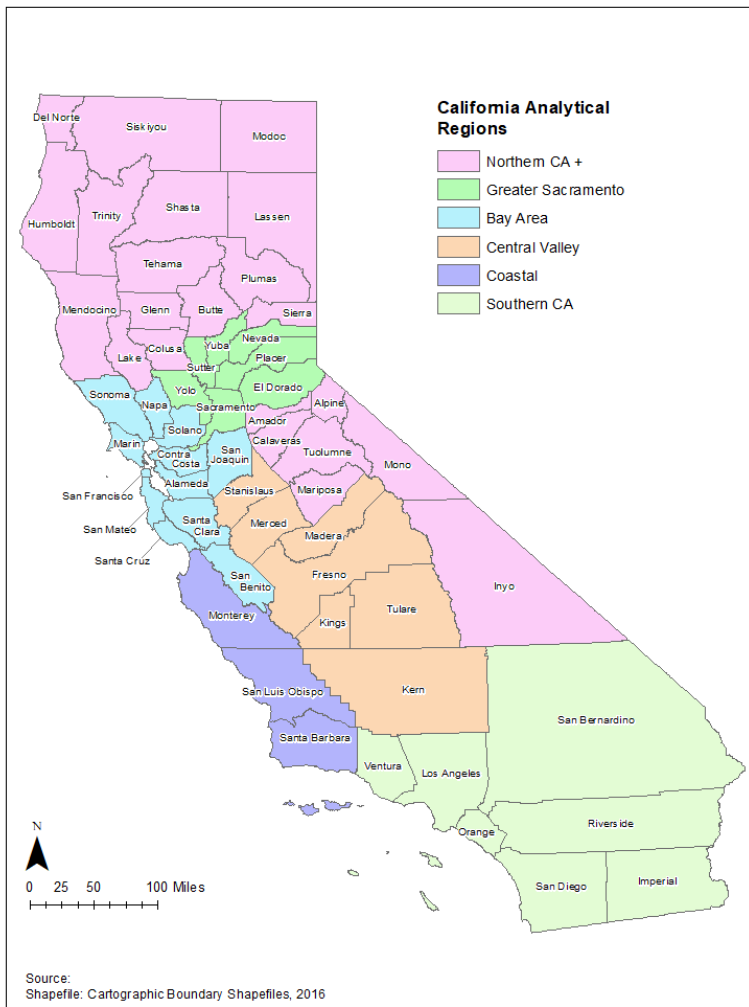 California Analytical
Regions
Northern CA +
Greater Sacramento
Bay Area
Central Valley
Coastal
Southern CA
Del Norte
Siskiyou
Modoc
Humboldt
Trinity
Shasta
Lassen
Tehama
Plumas
Mendocino
Glenn
Butte
Sierra
Lake
Colusa
Yuba
Nevada
Sutter
Placer
Yolo
El Dorado
Sonoma
Napa
Sacramento
Alpine
Solano
Amador
Marin
Contra
Costa
San
Joaquin
Calaveras
Tuolumne
Mono
Alameda
San Francisco
Stanislaus
Mariposa
San Mateo
Santa
Clara
Merced
Madera
Santa Cruz
San
Benito
Fresno
Inyo
Monterey
Kings
Tulare
San Luis Obispo
Kern
San Bernardino
Santa Barbara
Ventura
Los Angeles
Orange
Riverside
San Diego
Imperial
N
0 25 50 100 Miles
Source:
Shapefile: Cartographic Boundary Shapefiles, 2016